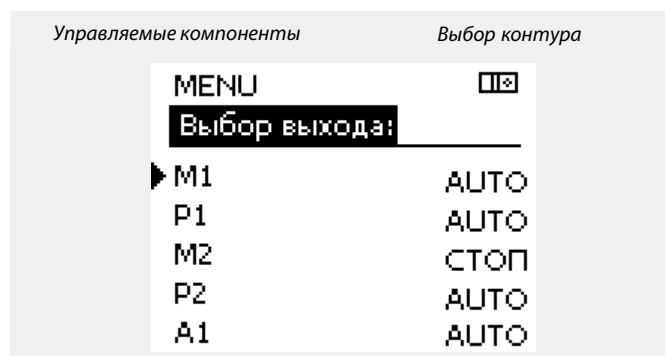 Управляемые компоненты Выбор контура
MENU
Выбор выхода:
M1 AUTO
P1 AUTO
M2 СТОП
P2 AUTO
A1 AUTO